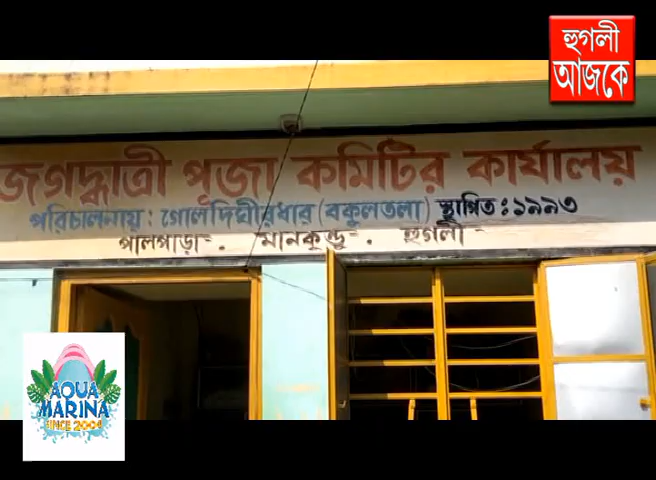 হুগলী
আজকে
জগদ্ধাত্রী পূজা কমিটির কার্যালয়
পরিচালনায় : গোলদিঘীরধার (বকুলতলা) স্থাপিত : ১৯৯৩
পালপাড়া . মানকুন্ডু . হুগলী
AQUA
MARINA
SINCE 2004